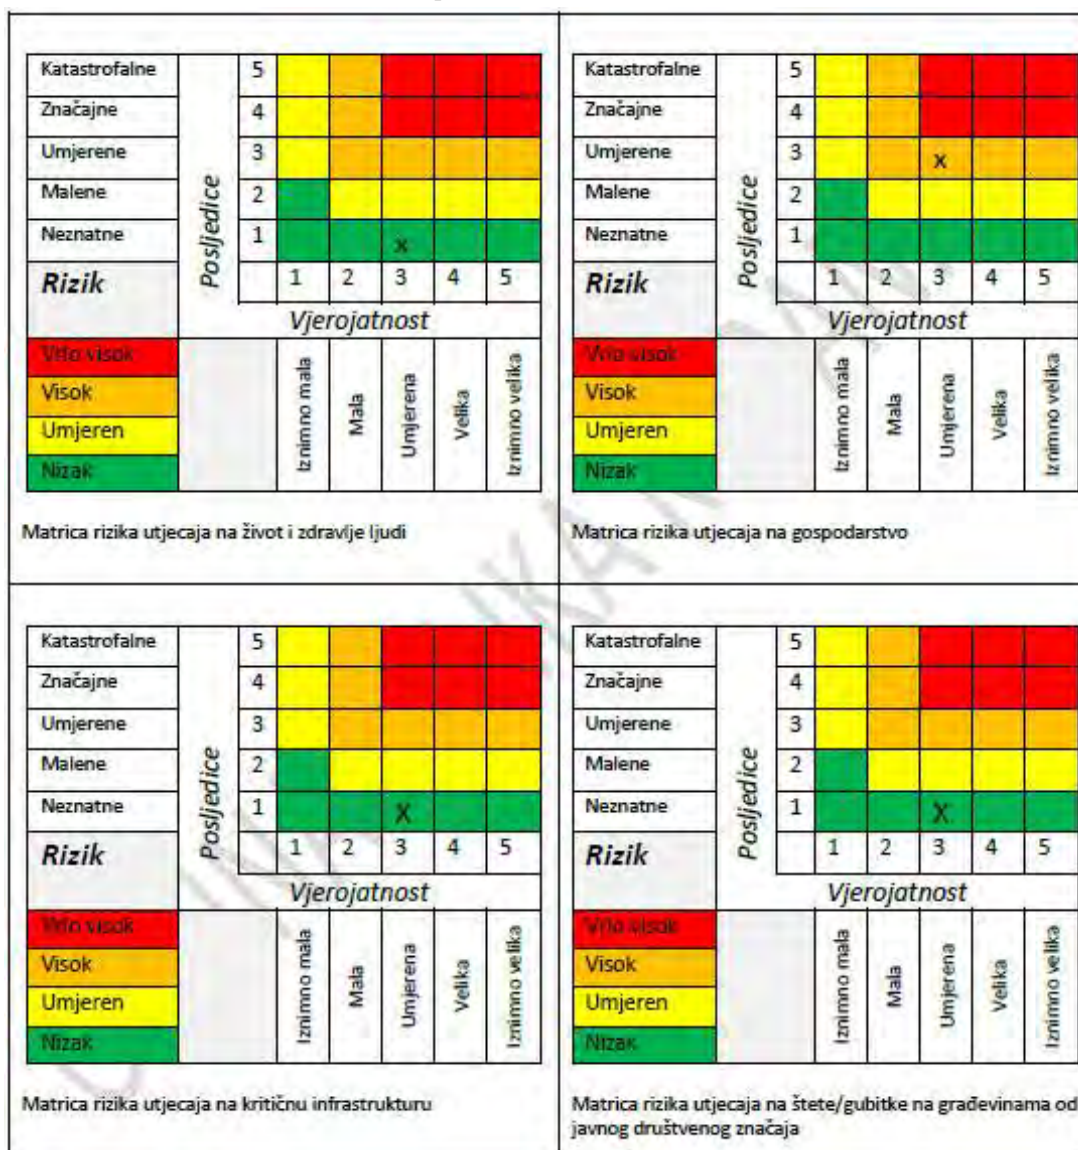 Katastrofalne 5
Značajne 4
Umjerene 3
Malene 2
Neznatne 1 x
Posljedice
Rizik 1 2 3 4 5
Vjerojatnost
Vrlo visok
Visok
Umjeren
Nizak
Iznimno mala
Mala
Umjerena
Velika
Iznimno velika
Matrica rizika utjecaja na život i zdravlje ljudi
Katastrofalne 5
Značajne 4
Umjerene 3 x
Malene 2
Neznatne 1
Posljedice
Rizik 1 2 3 4 5
Vjerojatnost
Vrlo visok
Visok
Umjeren
Nizak
Iznimno mala
Mala
Umjerena
Velika
Iznimno velika
Matrica rizika utjecaja na gospodarstvo
Katastrofalne 5
Značajne 4
Umjerene 3
Malene 2
Neznatne 1 X
Posljedice
Rizik 1 2 3 4 5
Vjerojatnost
Vrlo visok
Visok
Umjeren
Nizak
Iznimno mala
Mala
Umjerena
Velika
Iznimno velika
Matrica rizika utjecaja na kritičnu infrastrukturu
Katastrofalne 5
Značajne 4
Umjerene 3
Malene 2
Neznatne 1 X
Posljedice
Rizik 1 2 3 4 5
Vjerojatnost
Vrlo visok
Visok
Umjeren
Nizak
Iznimno mala
Mala
Umjerena
Velika
Iznimno velika
Matrica rizika utjecaja na štete/gubitke na građevinama od
javnog društvenog značaja